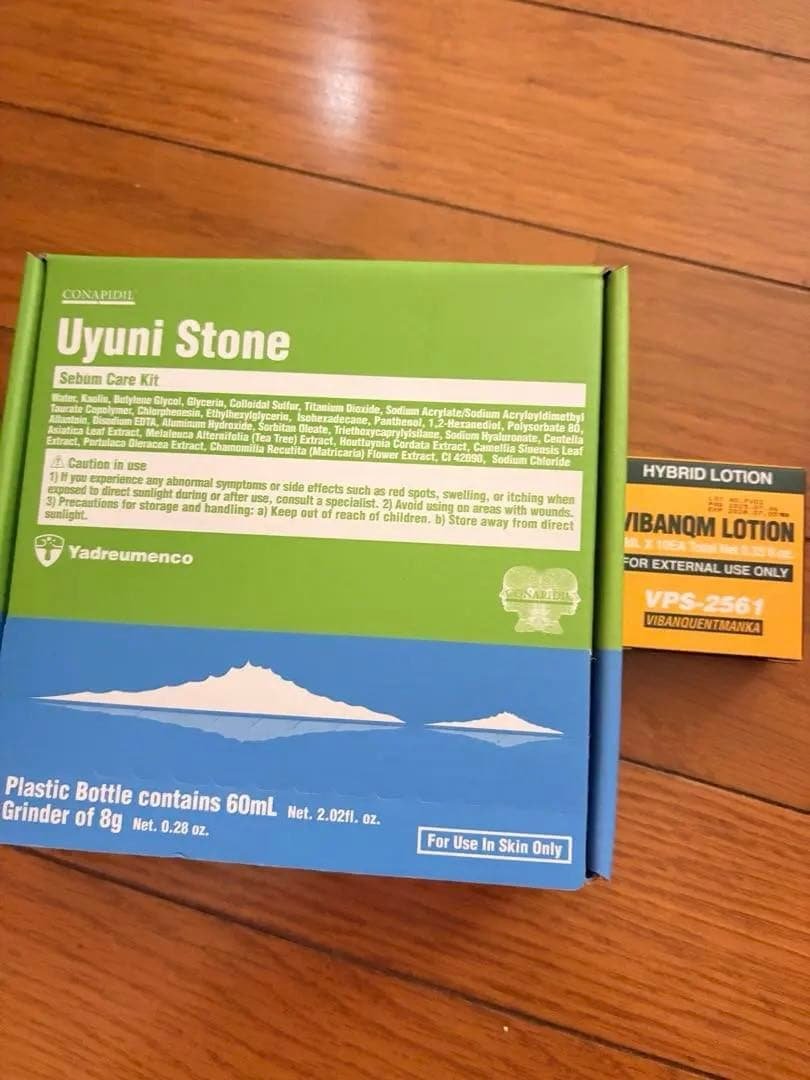 CONAPIDIL
Uyuni Stone
Sebum Care Kit
Water, Kaolin, Butylene Glycol, Glycerin, Colloidal Sulfur, Titanium Dioxide, Sodium Acrylate/Sodium Acryloyldimethyl
Taurate Copolymer, Chlorphenesin, Ethylhexylglycerin, Isohexadecane, Panthenol, 1,2-Hexanediol, Polysorbate 80,
Allantoin, Disodium EDTA, Aluminum Hydroxide, Sorbitan Oleate, Triethoxycaprylylsilane, Sodium Hyaluronate, Centella
Asiatica Leaf Extract, Melaleuca Alternifolia (Tea Tree) Extract, Houttuynia Cordata Extract, Camellia Sinensis Leaf
Extract, Portulaca Oleracea Extract, Chamomilla Recutita (Matricaria) Flower Extract, CI 42090, Sodium Chloride
Caution in use
1) If you experience any abnormal symptoms or side effects such as red spots, swelling, or itching when
exposed to direct sunlight during or after use, consult a specialist. 2) Avoid using on areas with wounds.
3) Precautions for storage and handling: a) Keep out of reach of children. b) Store away from direct
sunlight.
Yadreumenco
CONAPIDIL
Plastic Bottle contains 60mL Net. 2.02fl. oz.
Grinder of 8g Net. 0.28 oz.
For Use In Skin Only
HYBRID LOTION
VIBANQM LOTION
FOR EXTERNAL USE ONLY
VPS-2561
VIBANQUENTMANKA